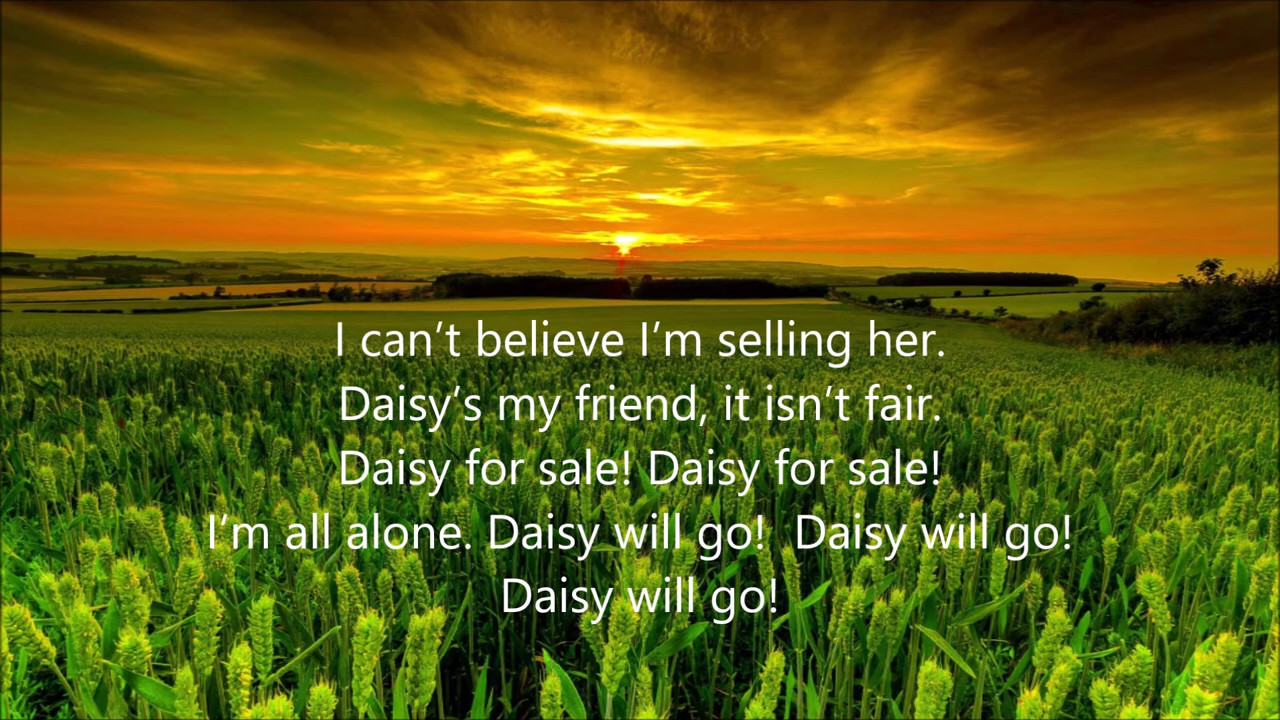 I can’t believe I’m selling her.
Daisy’s my friend, it isn’t fair.
Daisy for sale! Daisy for sale!
I’m all alone. Daisy will go!  Daisy will go!
Daisy will go!